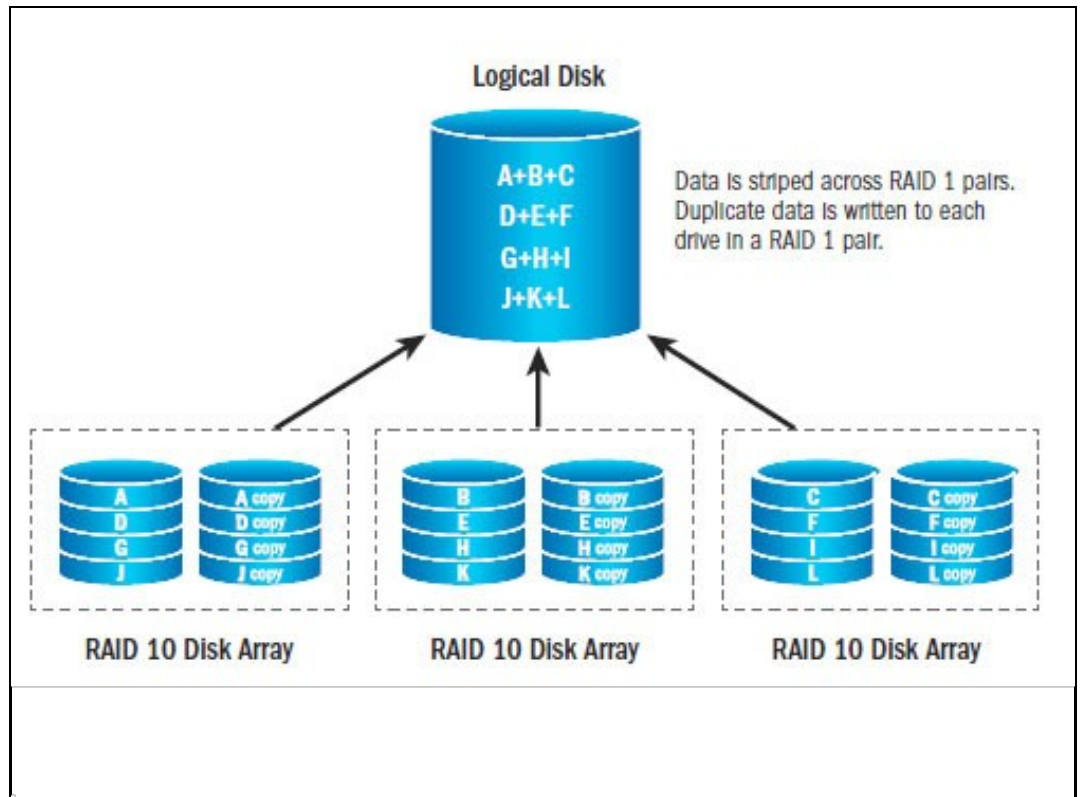 Logical Disk
A+B+C
D+E+F
G+H+I
J+K+L
Data is striped across RAID 1 pairs.
Duplicate data is written to each
drive in a RAID 1 pair.
A
D
G
J
A copy
D copy
G copy
J copy
B
E
H
K
B copy
E copy
H copy
K copy
C
F
I
L
C copy
F copy
I copy
L copy
RAID 10 Disk Array
RAID 10 Disk Array
RAID 10 Disk Array